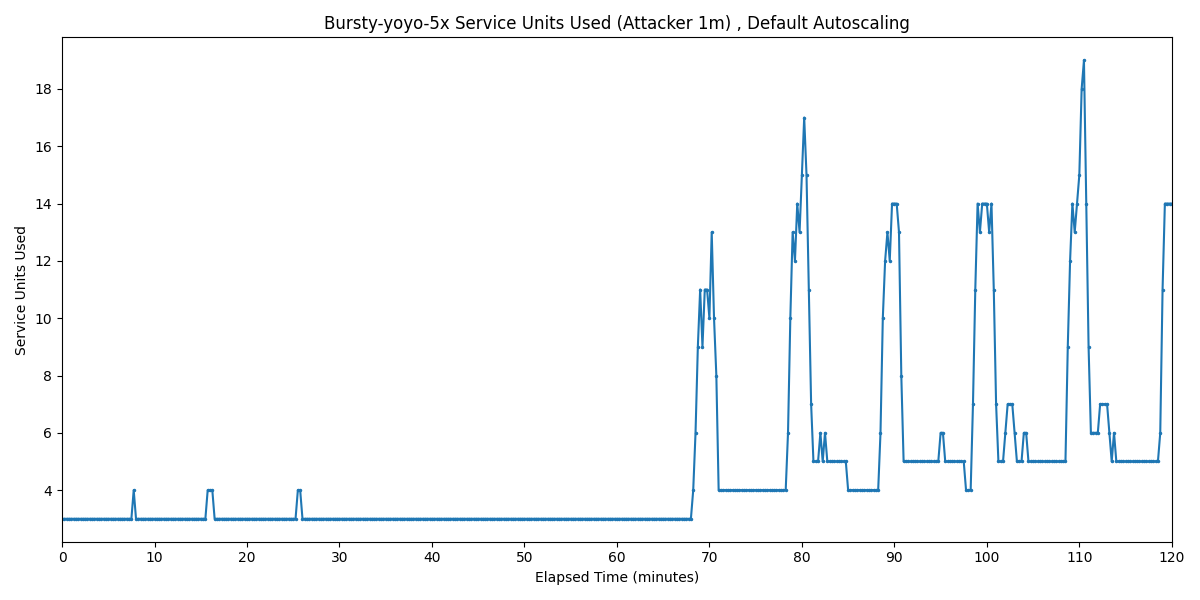 Bursty-yoyo-5x Service Units Used (Attacker 1m) , Default Autoscaling
Service Units Used
18
16
14
12
10
8
6
4
0 10 20 30 40 50 60 70 80 90 100 110 120
Elapsed Time (minutes)